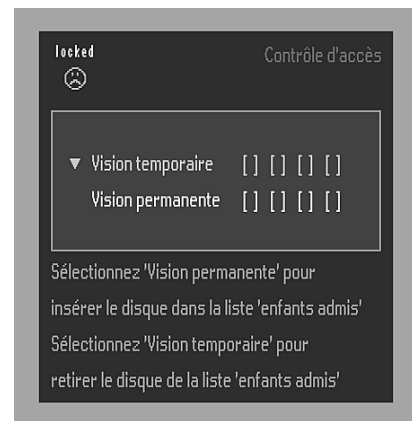 locked
Contrôle d'accès
▼ Vision temporaire [ ] [ ] [ ] [ ]
Vision permanente [ ] [ ] [ ] [ ]
Sélectionnez 'Vision permanente' pour
insérer le disque dans la liste 'enfants admis'
Sélectionnez 'Vision temporaire' pour
retirer le disque de la liste 'enfants admis'